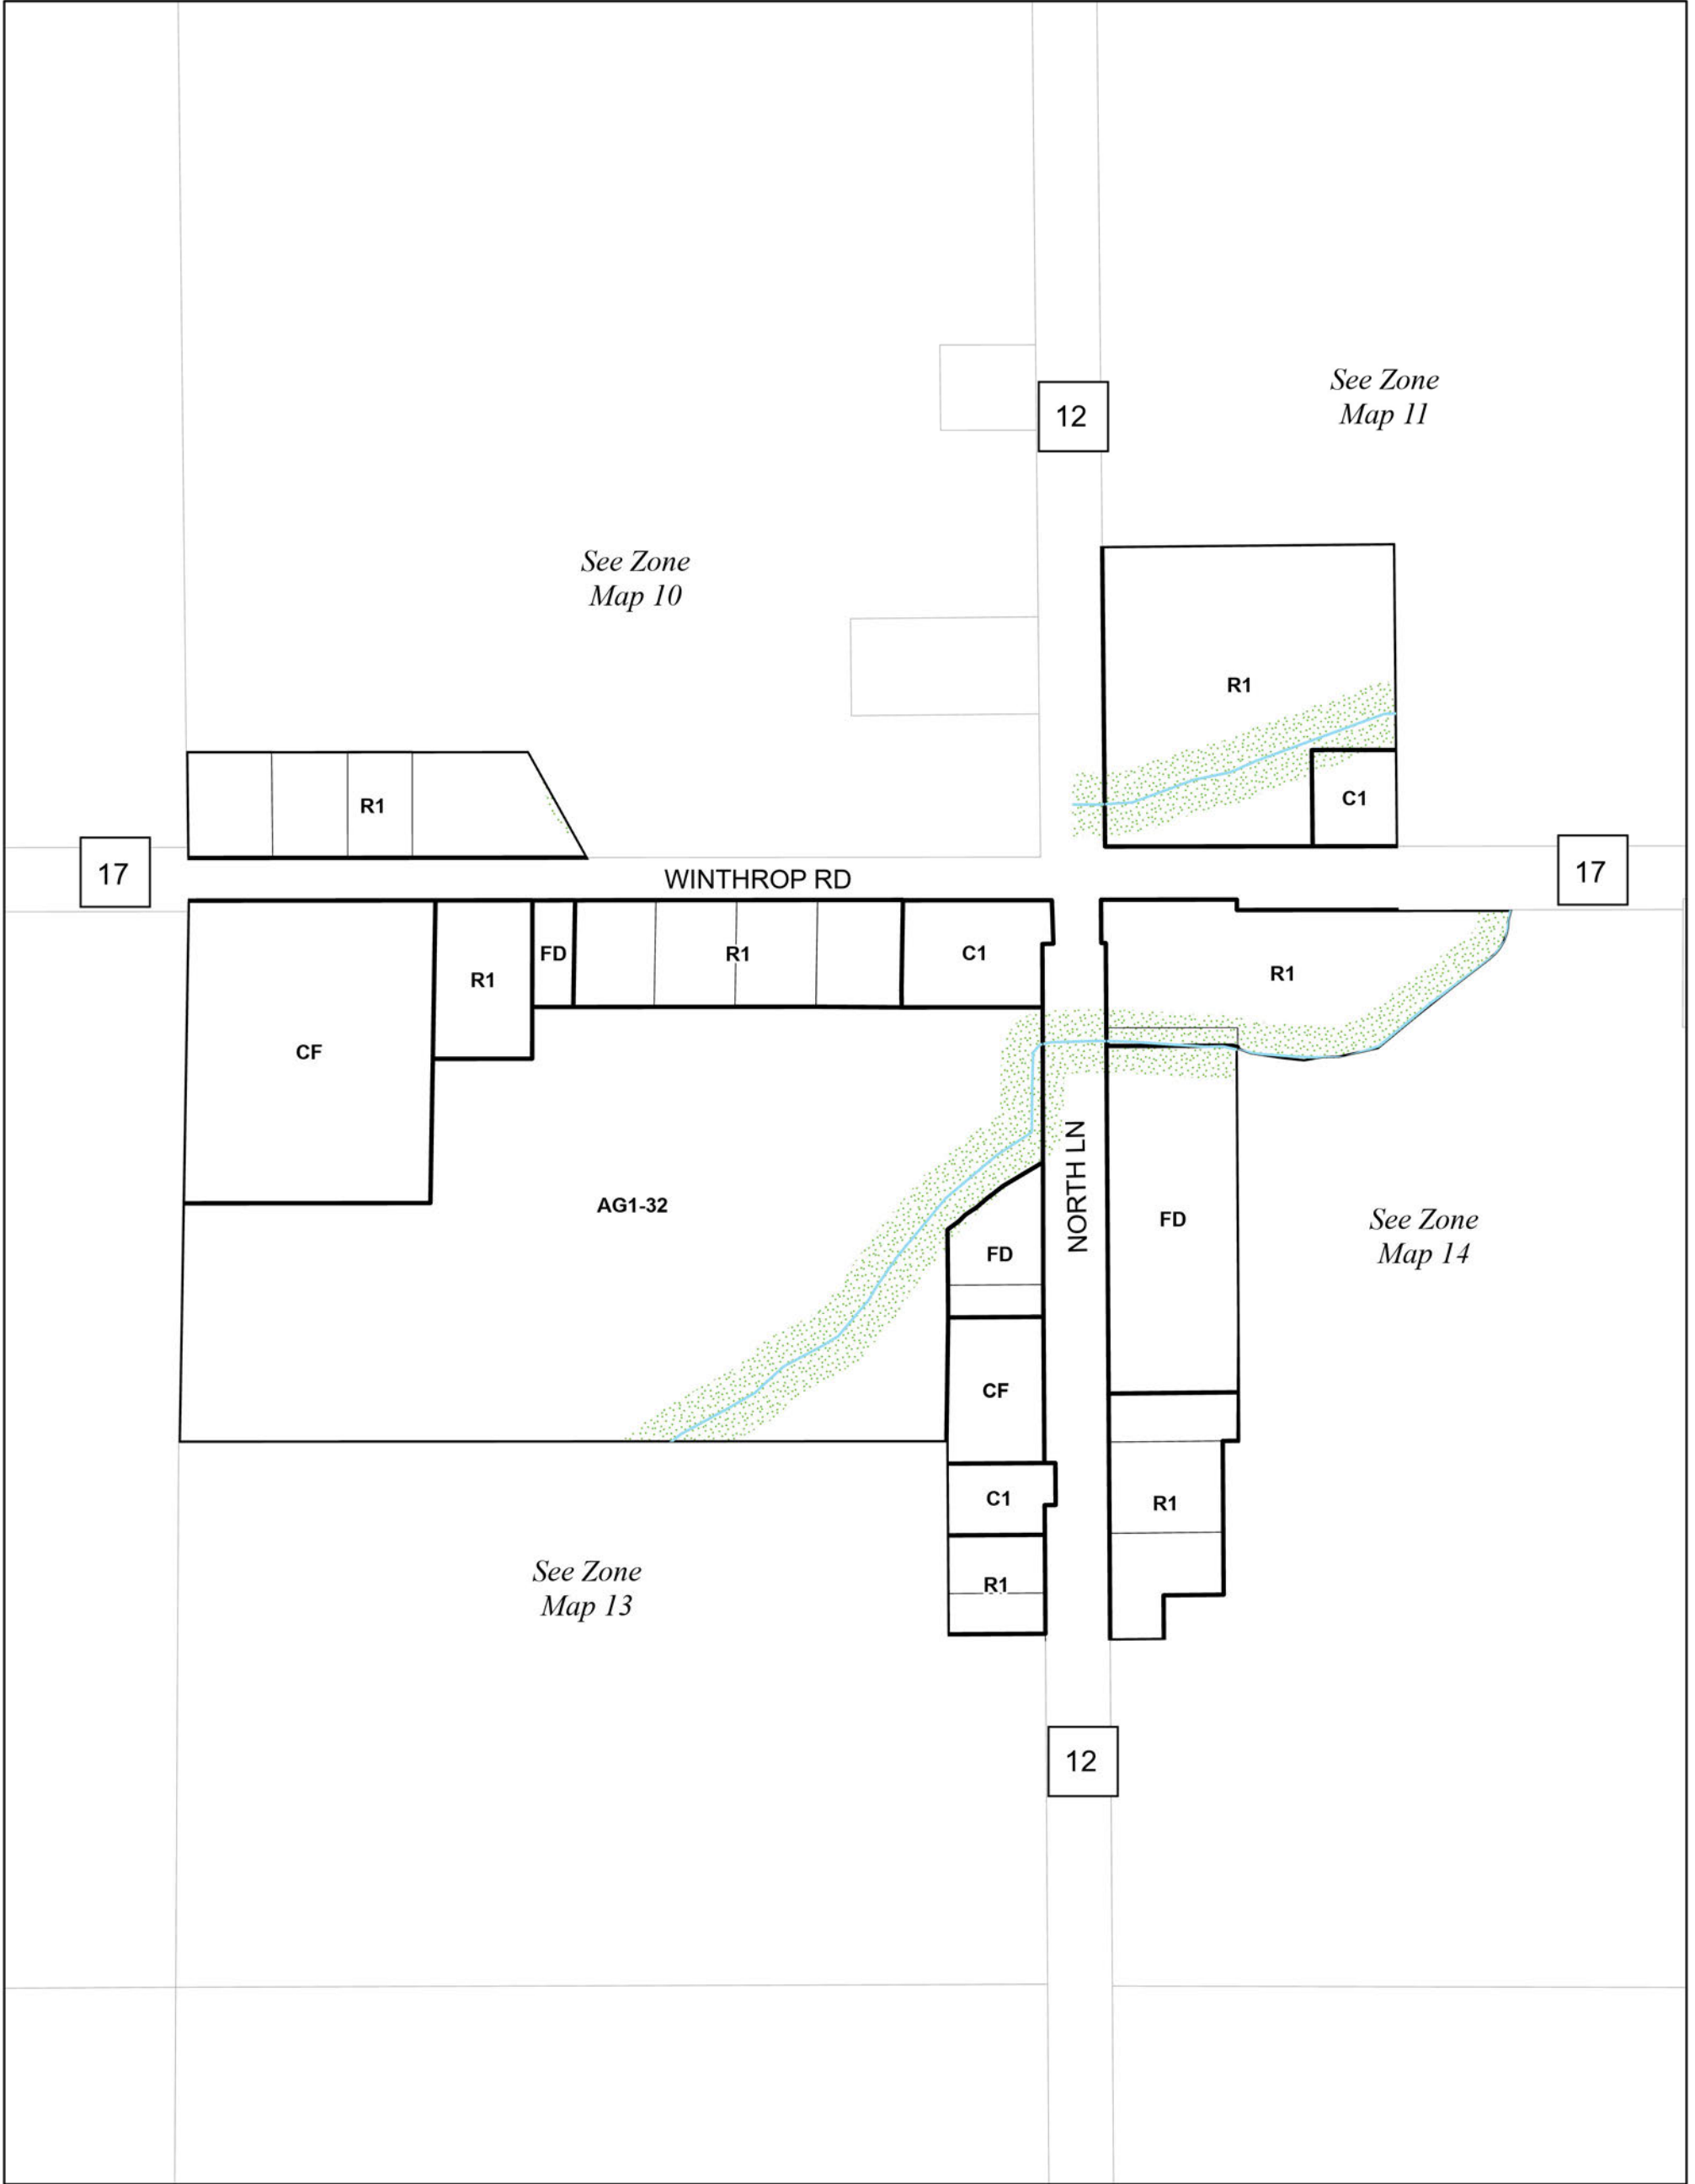 See Zone
Map 11
12
See Zone
Map 10
R1
C1
R1
17
WINTHROP RD
17
CF
R1
FD
R1
C1
R1
AG1-32
NORTH LN
FD
FD
See Zone
Map 14
CF
C1
R1
R1
See Zone
Map 13
12